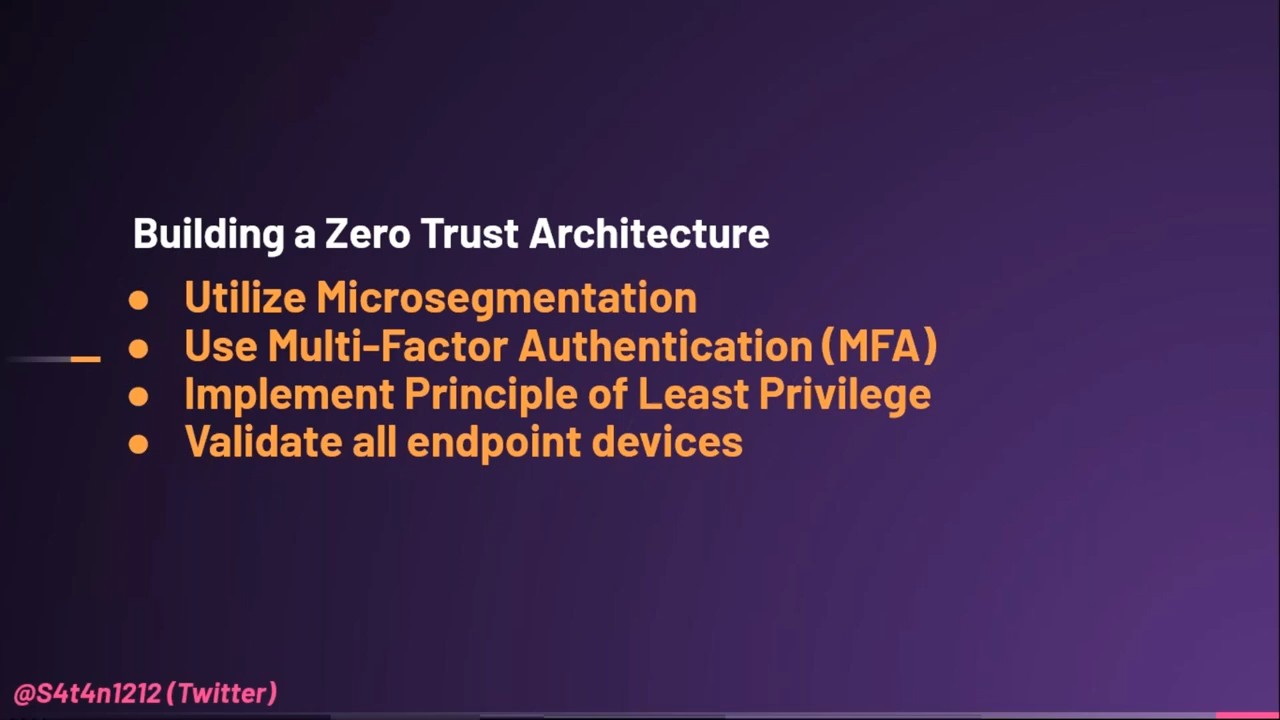 Building a Zero Trust Architecture
● Utilize Microsegmentation
● Use Multi-Factor Authentication (MFA)
● Implement Principle of Least Privilege
● Validate all endpoint devices
@S4t4n1212 (Twitter)